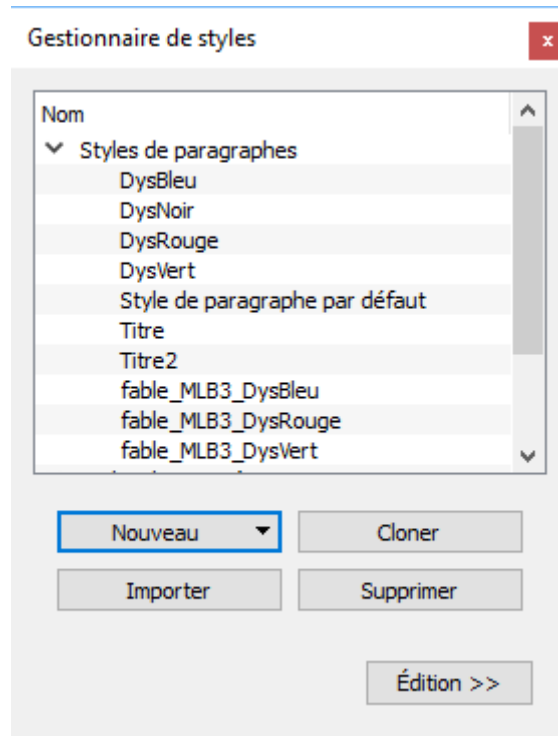 Gestionnaire de styles
x
Nom
Styles de paragraphes
DysBleu
DysNoir
DysRouge
DysVert
Style de paragraphe par défaut
Titre
Titre2
fable_MLB3_DysBleu
fable_MLB3_DysRouge
fable_MLB3_DysVert
Nouveau
Cloner
Importer
Supprimer
Édition >>